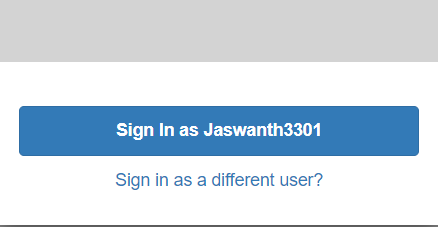 Sign In as Jaswanth3301
Sign in as a different user?